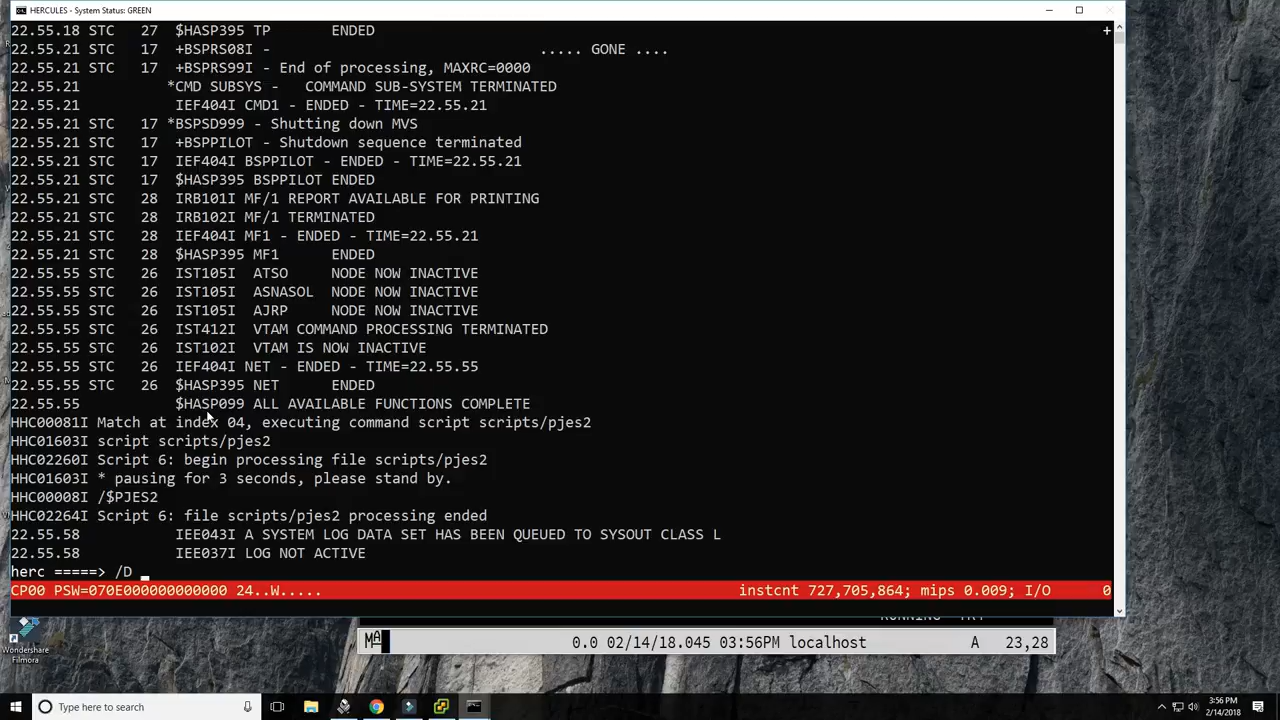 HERCULES - System Status: GREEN
22.55.18 STC 27 $HASP395 TP ENDED +
22.55.21 STC 17 +BSPRS08I - ..... GONE ....
22.55.21 STC 17 +BSPRS99I - End of processing, MAXRC=0000
22.55.21 *CMD SUBSYS - COMMAND SUB-SYSTEM TERMINATED
22.55.21 IEF404I CMD1 - ENDED - TIME=22.55.21
22.55.21 STC 17 *BSPSD999 - Shutting down MVS
22.55.21 STC 17 +BSPPILOT - Shutdown sequence terminated
22.55.21 STC 17 IEF404I BSPPILOT - ENDED - TIME=22.55.21
22.55.21 STC 17 $HASP395 BSPPILOT ENDED
22.55.21 STC 28 IRB101I MF/1 REPORT AVAILABLE FOR PRINTING
22.55.21 STC 28 IRB102I MF/1 TERMINATED
22.55.21 STC 28 IEF404I MF1 - ENDED - TIME=22.55.21
22.55.21 STC 28 $HASP395 MF1 ENDED
22.55.55 STC 26 IST105I ATSO NODE NOW INACTIVE
22.55.55 STC 26 IST105I ASNASOL NODE NOW INACTIVE
22.55.55 STC 26 IST105I AJRP NODE NOW INACTIVE
22.55.55 STC 26 IST412I VTAM COMMAND PROCESSING TERMINATED
22.55.55 STC 26 IST102I VTAM IS NOW INACTIVE
22.55.55 STC 26 IEF404I NET - ENDED - TIME=22.55.55
22.55.55 STC 26 $HASP395 NET ENDED
22.55.55 $HASP099 ALL AVAILABLE FUNCTIONS COMPLETE
HHC00081I Match at index 04, executing command script scripts/pjes2
HHC01603I script scripts/pjes2
HHC02260I Script 6: begin processing file scripts/pjes2
HHC01603I * pausing for 3 seconds, please stand by.
HHC00008I /$PJES2
HHC02264I Script 6: file scripts/pjes2 processing ended
22.55.58 IEE043I A SYSTEM LOG DATA SET HAS BEEN QUEUED TO SYSOUT CLASS L
22.55.58 IEE037I LOG NOT ACTIVE
herc =====> /D _
CP00 PSW=070E000000000000 24..W..... instcnt 727,705,864; mips 0.009; I/O 0
MA 0.0 02/14/18.045 03:56PM localhost A 23,28
Wondershare
Filmora
Type here to search
3:56 PM
2/14/2018